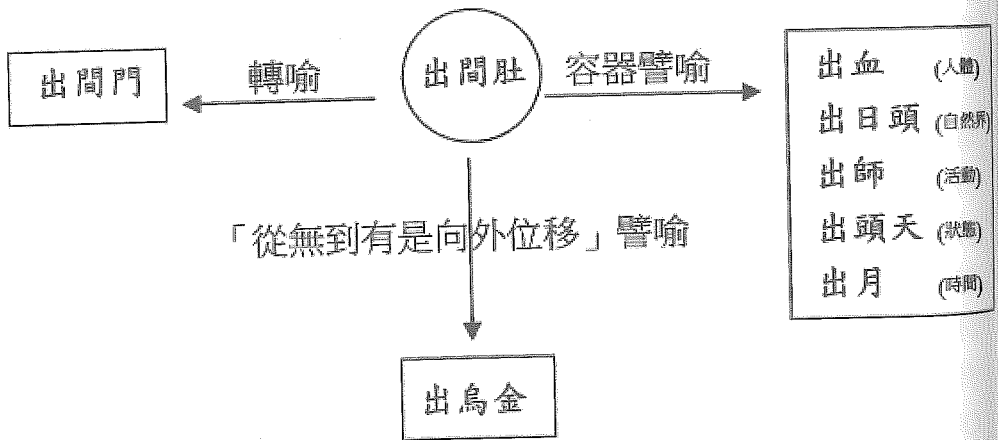 出間門
轉喻
出間肚
容器譬喻
出血 (人體)
出日頭 (自然界)
出師 (活動)
出頭天 (狀態)
出月 (時間)
「從無到有是向外位移」譬喻
出烏金